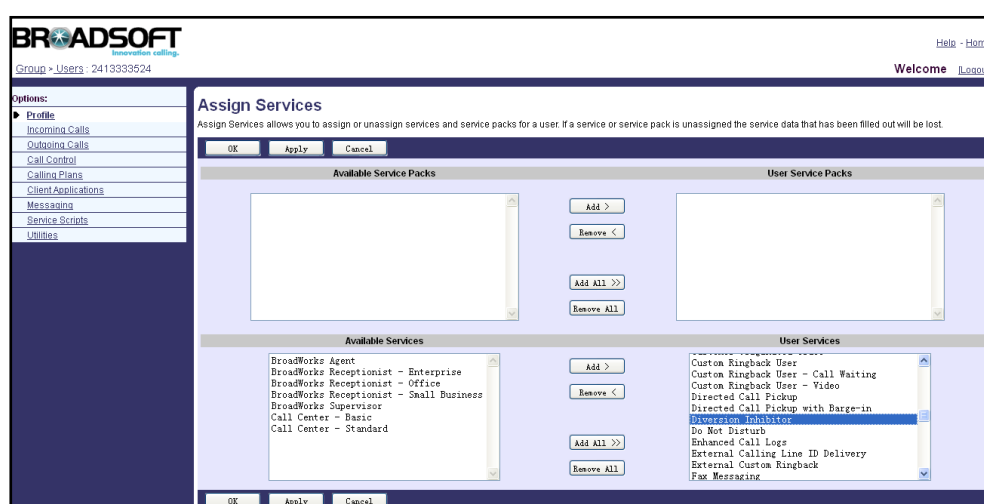 BROADSOFT
Innovation calling.
Help - Hom
Group > Users : 2413333524
Welcome [Logou
Options:
Profile
Incoming Calls
Outgoing Calls
Call Control
Calling Plans
Client Applications
Messaging
Service Scripts
Utilities
Assign Services
Assign Services allows you to assign or unassign services and service packs for a user. If a service or service pack is unassigned the service data that has been filled out will be lost.
OK Apply Cancel
Available Service Packs User Service Packs
Add >
Remove <
Add All >>
Remove All
Available Services User Services
BroadWorks Agent
BroadWorks Receptionist - Enterprise
BroadWorks Receptionist - Office
BroadWorks Receptionist - Small Business
BroadWorks Supervisor
Call Center - Basic
Call Center - Standard
Add >
Remove <
Add All >>
Remove All
Custom Ringback User
Custom Ringback User - Call Waiting
Custom Ringback User - Video
Directed Call Pickup
Directed Call Pickup with Barge-in
Diversion Inhibitor
Do Not Disturb
Enhanced Call Logs
External Calling Line ID Delivery
External Custom Ringback
Fax Messaging
OK Apply Cancel